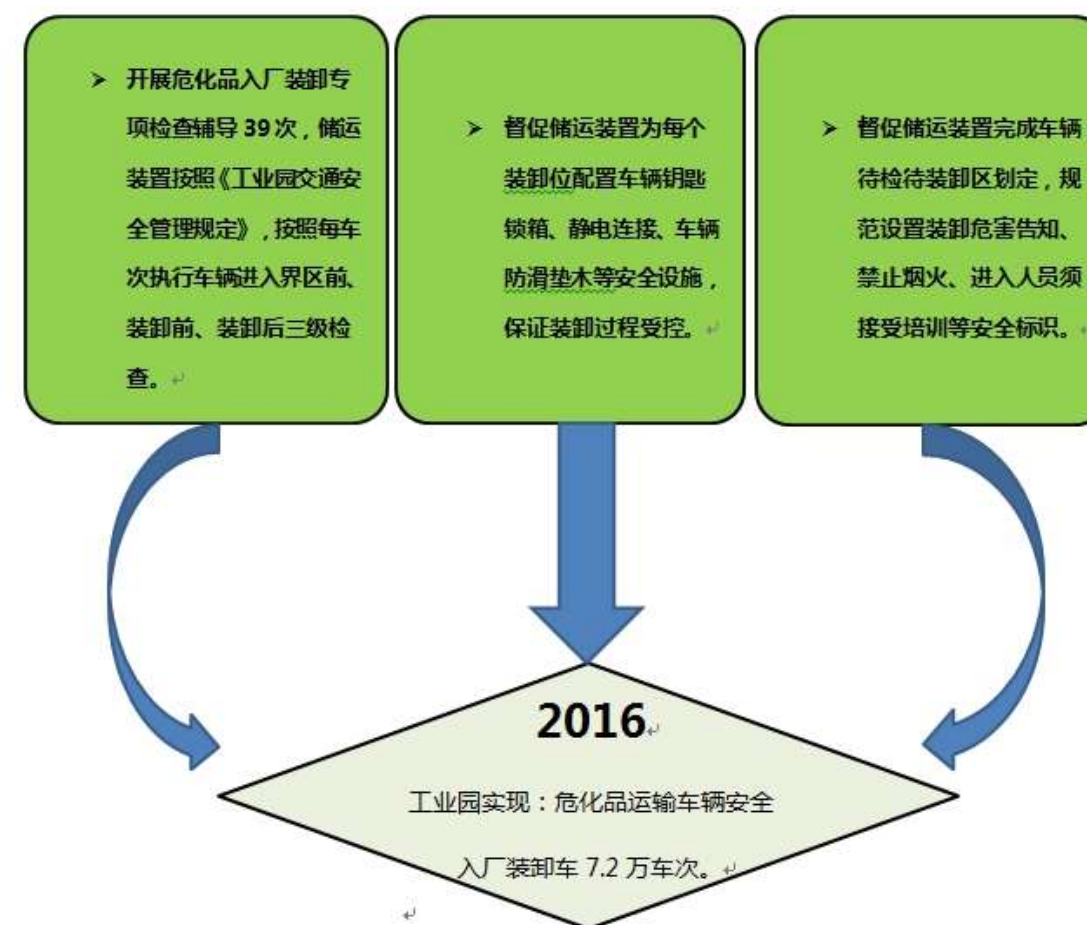 ➢ 开展危化品入厂装卸专
项检查辅导 39 次，储运
装置按照《工业园交通安
全管理规定》，按照每车
次执行车辆进入界区前、
装卸前、装卸后三级检
查。
➢ 督促储运装置为每个
装卸位配置车辆钥匙
锁箱、静电连接、车辆
防滑垫木等安全设施，
保证装卸过程受控。
➢ 督促储运装置完成车辆
待检待装卸区划定，规
范设置装卸危害告知、
禁止烟火、进入人员须
接受培训等安全标识。
2016
工业园实现：危化品运输车辆安全
入厂装卸车 7.2 万车次。